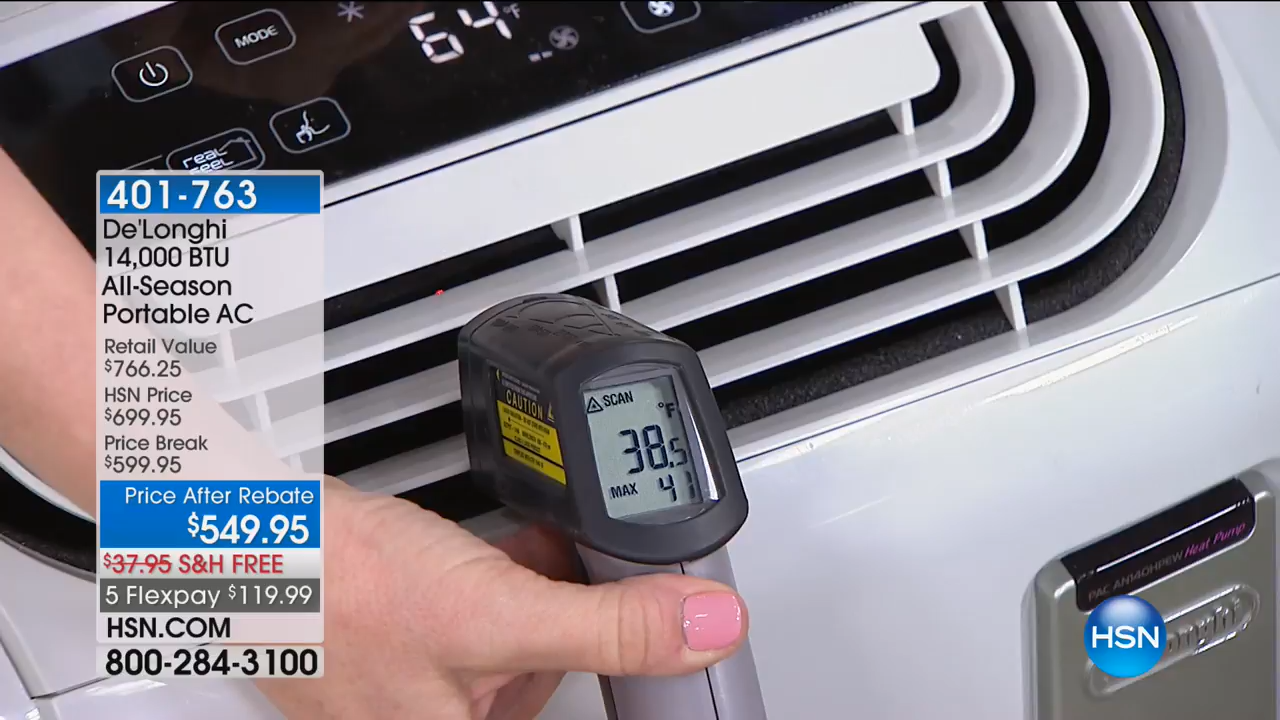 MODE
64°F
real
feel
401-763
De'Longhi
14,000 BTU
All-Season
Portable AC
Retail Value
$766.25
HSN Price
$699.95
Price Break
$599.95
Price After Rebate
$549.95
$37.95 S&H FREE
5 Flexpay $119.99
HSN.COM
800-284-3100
CAUTION
SCAN
°F
38.5
MAX 41
PAC AN140HPEW Heat Pump
HSN